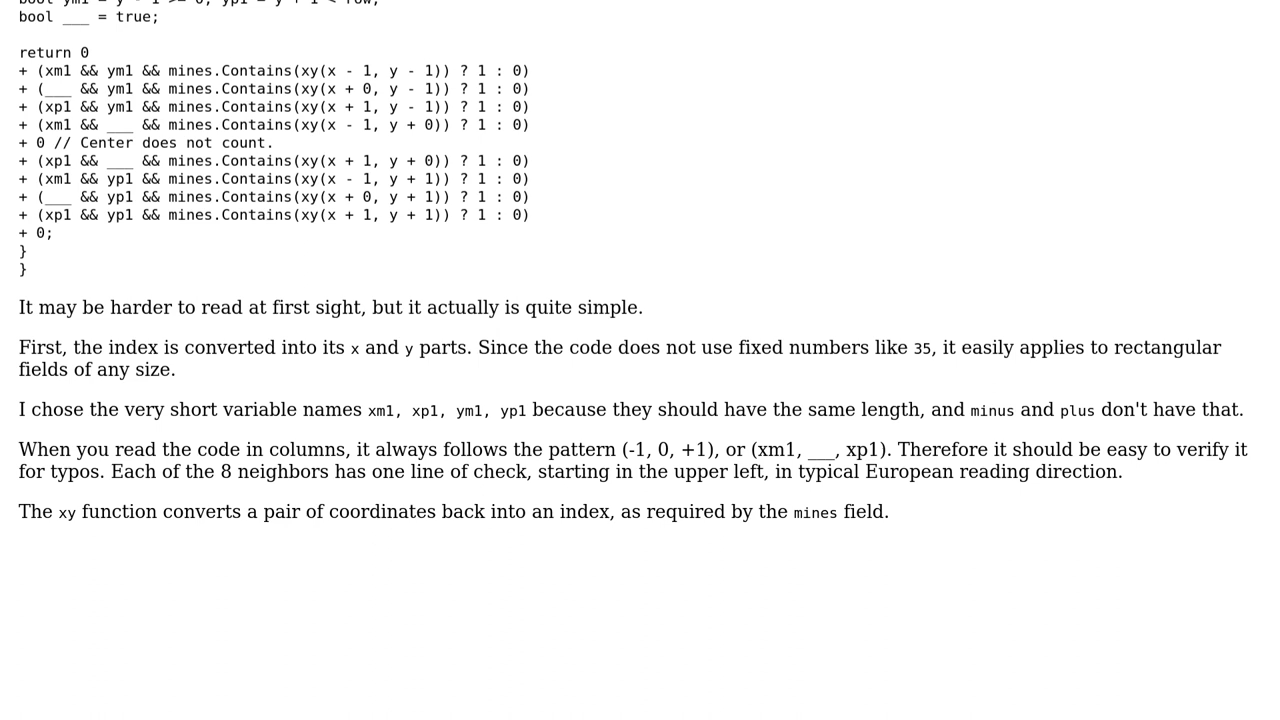 bool ym1 = y - 1 >= 0, yp1 = y + 1 < row;
bool ___ = true;
return 0
+ (xm1 && ym1 && mines.Contains(xy(x - 1, y - 1)) ? 1 : 0)
+ (___ && ym1 && mines.Contains(xy(x + 0, y - 1)) ? 1 : 0)
+ (xp1 && ym1 && mines.Contains(xy(x + 1, y - 1)) ? 1 : 0)
+ (xm1 && ___ && mines.Contains(xy(x - 1, y + 0)) ? 1 : 0)
+ 0 // Center does not count.
+ (xp1 && ___ && mines.Contains(xy(x + 1, y + 0)) ? 1 : 0)
+ (xm1 && yp1 && mines.Contains(xy(x - 1, y + 1)) ? 1 : 0)
+ (___ && yp1 && mines.Contains(xy(x + 0, y + 1)) ? 1 : 0)
+ (xp1 && yp1 && mines.Contains(xy(x + 1, y + 1)) ? 1 : 0)
+ 0;
}
}
It may be harder to read at first sight, but it actually is quite simple.
First, the index is converted into its x and y parts. Since the code does not use fixed numbers like 35, it easily applies to rectangular
fields of any size.
I chose the very short variable names xm1, xp1, ym1, yp1 because they should have the same length, and minus and plus don't have that.
When you read the code in columns, it always follows the pattern (-1, 0, +1), or (xm1, ___, xp1). Therefore it should be easy to verify it
for typos. Each of the 8 neighbors has one line of check, starting in the upper left, in typical European reading direction.
The xy function converts a pair of coordinates back into an index, as required by the mines field.